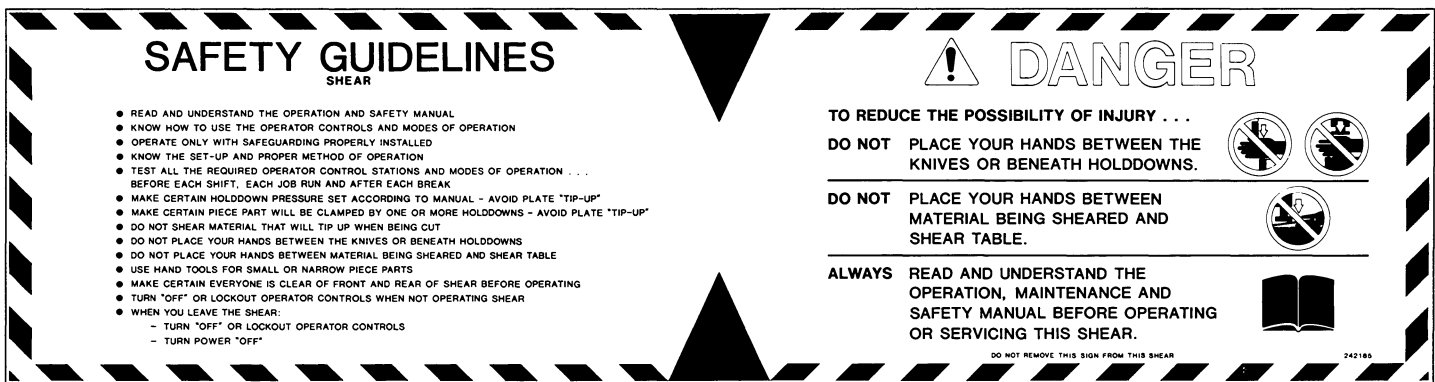 SAFETY GUIDELINES
SHEAR
● READ AND UNDERSTAND THE OPERATION AND SAFETY MANUAL
● KNOW HOW TO USE THE OPERATOR CONTROLS AND MODES OF OPERATION
● OPERATE ONLY WITH SAFEGUARDING PROPERLY INSTALLED
● KNOW THE SET-UP AND PROPER METHOD OF OPERATION
● TEST ALL THE REQUIRED OPERATOR CONTROL STATIONS AND MODES OF OPERATION . . .
BEFORE EACH SHIFT, EACH JOB RUN AND AFTER EACH BREAK
● MAKE CERTAIN HOLDDOWN PRESSURE SET ACCORDING TO MANUAL - AVOID PLATE "TIP-UP"
● MAKE CERTAIN PIECE PART WILL BE CLAMPED BY ONE OR MORE HOLDDOWNS - AVOID PLATE "TIP-UP"
● DO NOT SHEAR MATERIAL THAT WILL TIP UP WHEN BEING CUT
● DO NOT PLACE YOUR HANDS BETWEEN THE KNIVES OR BENEATH HOLDDOWNS
● DO NOT PLACE YOUR HANDS BETWEEN MATERIAL BEING SHEARED AND SHEAR TABLE
● USE HAND TOOLS FOR SMALL OR NARROW PIECE PARTS
● MAKE CERTAIN EVERYONE IS CLEAR OF FRONT AND REAR OF SHEAR BEFORE OPERATING
● TURN "OFF" OR LOCKOUT OPERATOR CONTROLS WHEN NOT OPERATING SHEAR
● WHEN YOU LEAVE THE SHEAR:
- TURN "OFF" OR LOCKOUT OPERATOR CONTROLS
- TURN POWER "OFF"
! DANGER
TO REDUCE THE POSSIBILITY OF INJURY . . .
DO NOT PLACE YOUR HANDS BETWEEN THE
KNIVES OR BENEATH HOLDDOWNS.
DO NOT PLACE YOUR HANDS BETWEEN
MATERIAL BEING SHEARED AND
SHEAR TABLE.
ALWAYS READ AND UNDERSTAND THE
OPERATION, MAINTENANCE AND
SAFETY MANUAL BEFORE OPERATING
OR SERVICING THIS SHEAR.
DO NOT REMOVE THIS SIGN FROM THIS SHEAR
242186